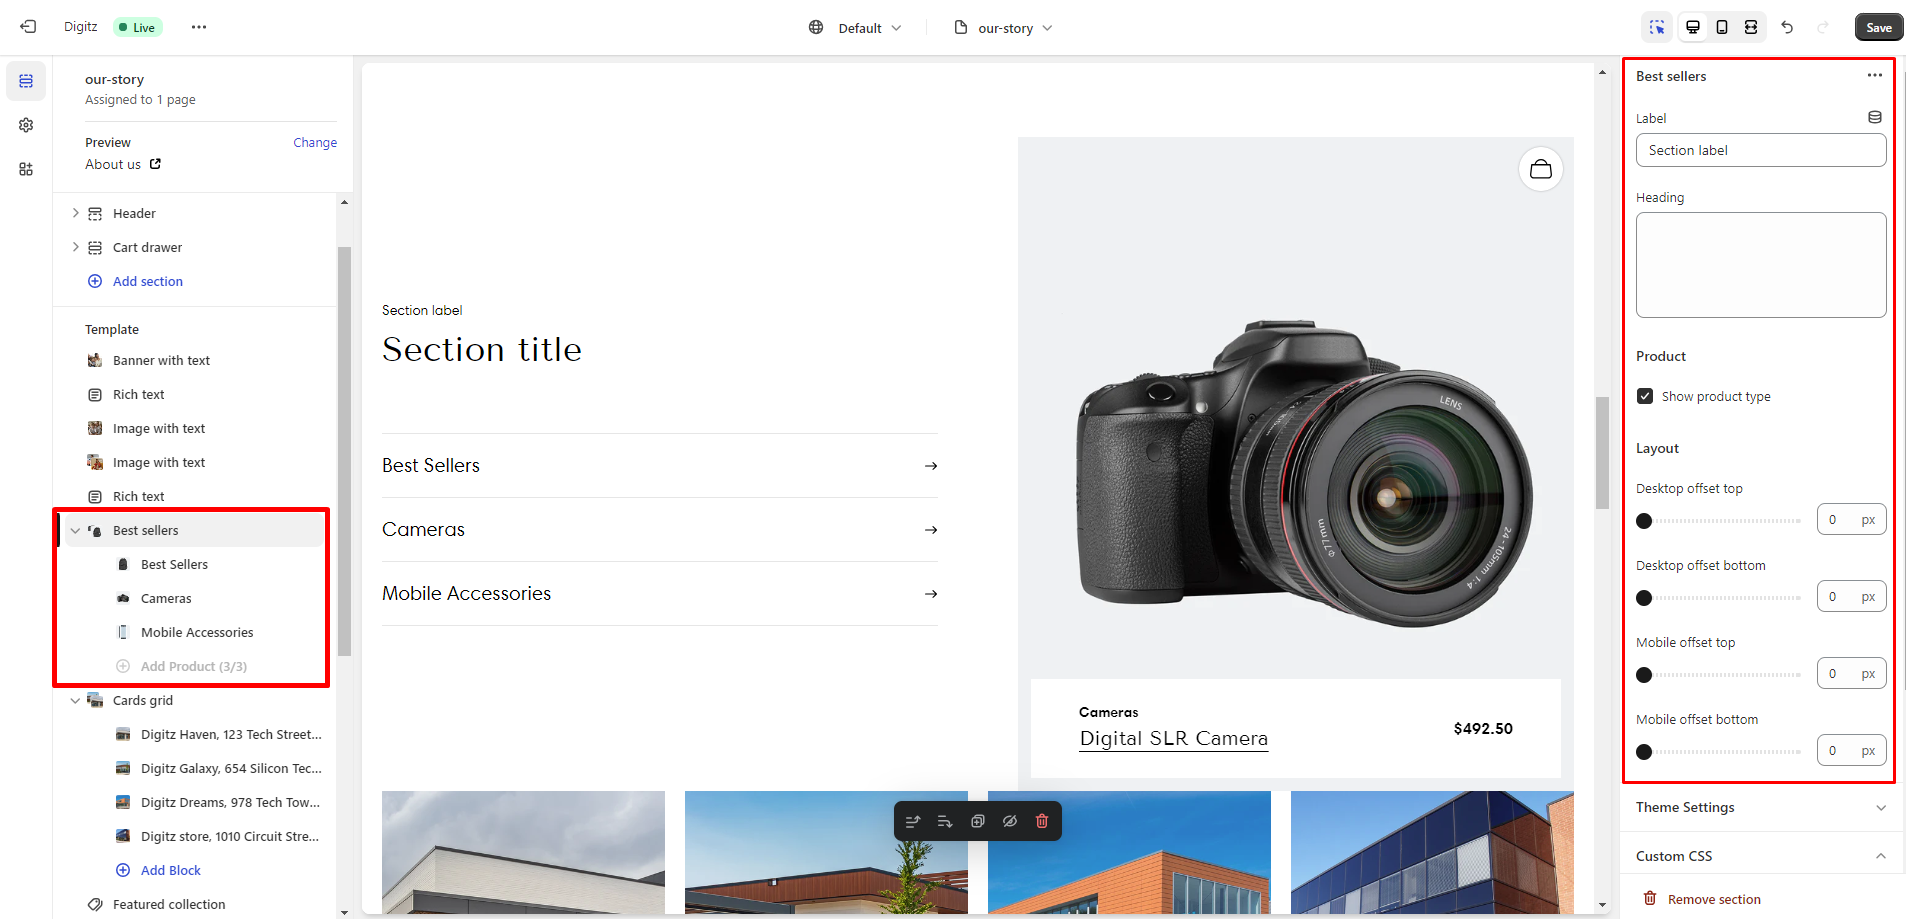 Digitz
Live
Default
our-story
Save
our-story
Assigned to 1 page
Preview
Change
About us
Header
Cart drawer
Add section
Template
Banner with text
Rich text
Image with text
Image with text
Rich text
Best sellers
Best Sellers
Cameras
Mobile Accessories
Add Product (3/3)
Cards grid
Digitz Haven, 123 Tech Street...
Digitz Galaxy, 654 Silicon Tec...
Digitz Dreams, 978 Tech Tow...
Digitz store, 1010 Circuit Stre...
Add Block
Featured collection
Section label
Section title
Best Sellers
Cameras
Mobile Accessories
LENS
Φ77mm
24-105mm 1:4
Cameras
Digital SLR Camera
$492.50
Best sellers
Label
Section label
Heading
Product
Show product type
Layout
Desktop offset top
0 px
Desktop offset bottom
0 px
Mobile offset top
0 px
Mobile offset bottom
0 px
Theme Settings
Custom CSS
Remove section